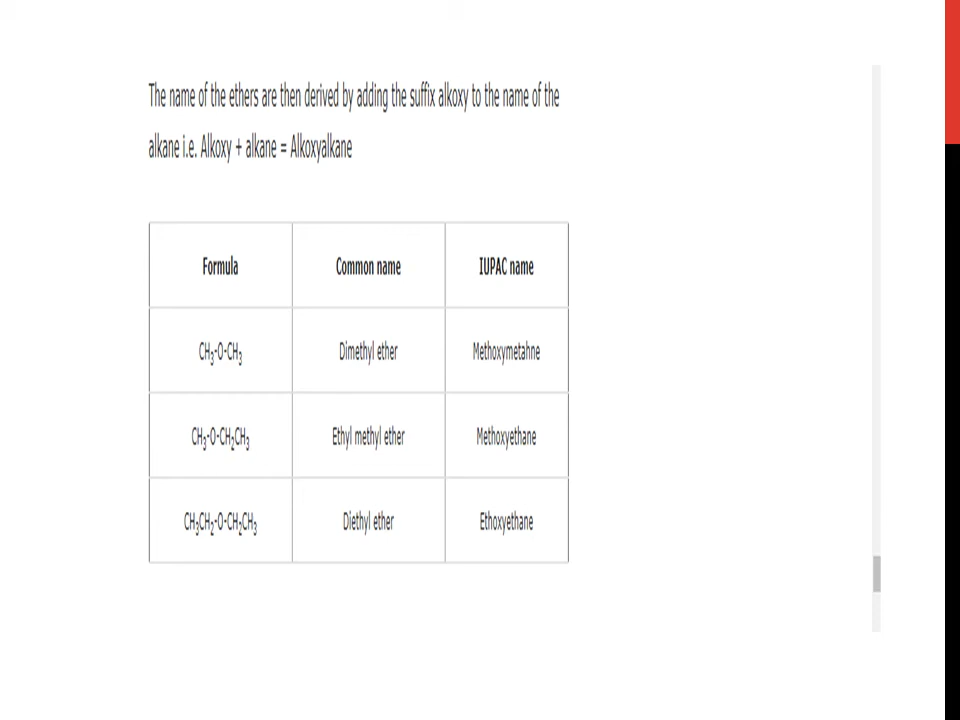 The name of the ethers are then derived by adding the suffix alkoxy to the name of the
alkane i.e. Alkoxy + alkane = Alkoxyalkane
Formula Common name IUPAC name
CH₃-O-CH₃ Dimethyl ether Methoxymetahne
CH₃-O-CH₂CH₃ Ethyl methyl ether Methoxyethane
CH₃CH₂-O-CH₂CH₃ Diethyl ether Ethoxyethane